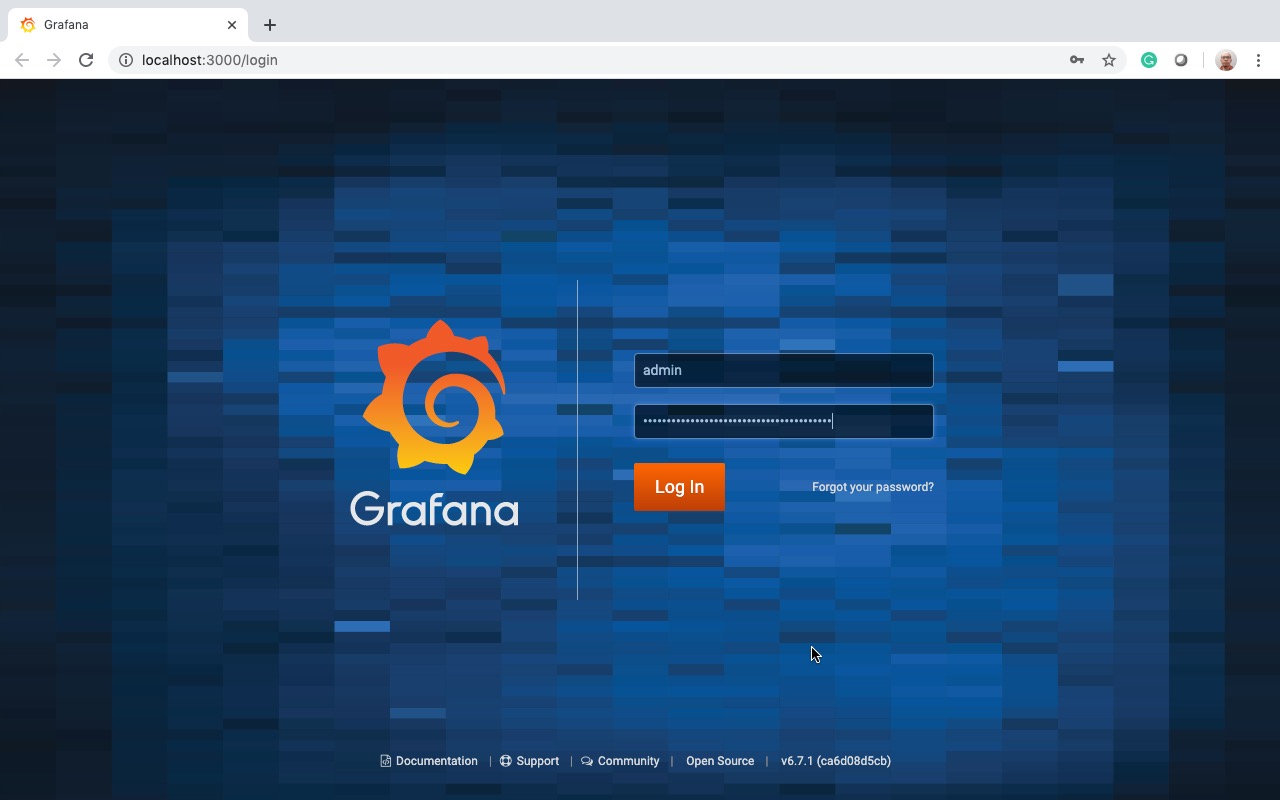 Grafana
localhost:3000/login
admin
••••••••••••••••••••••••••••••••••••••••
Log In
Forgot your password?
Grafana
Documentation | Support | Community | Open Source | v6.7.1 (ca6d08d5cb)